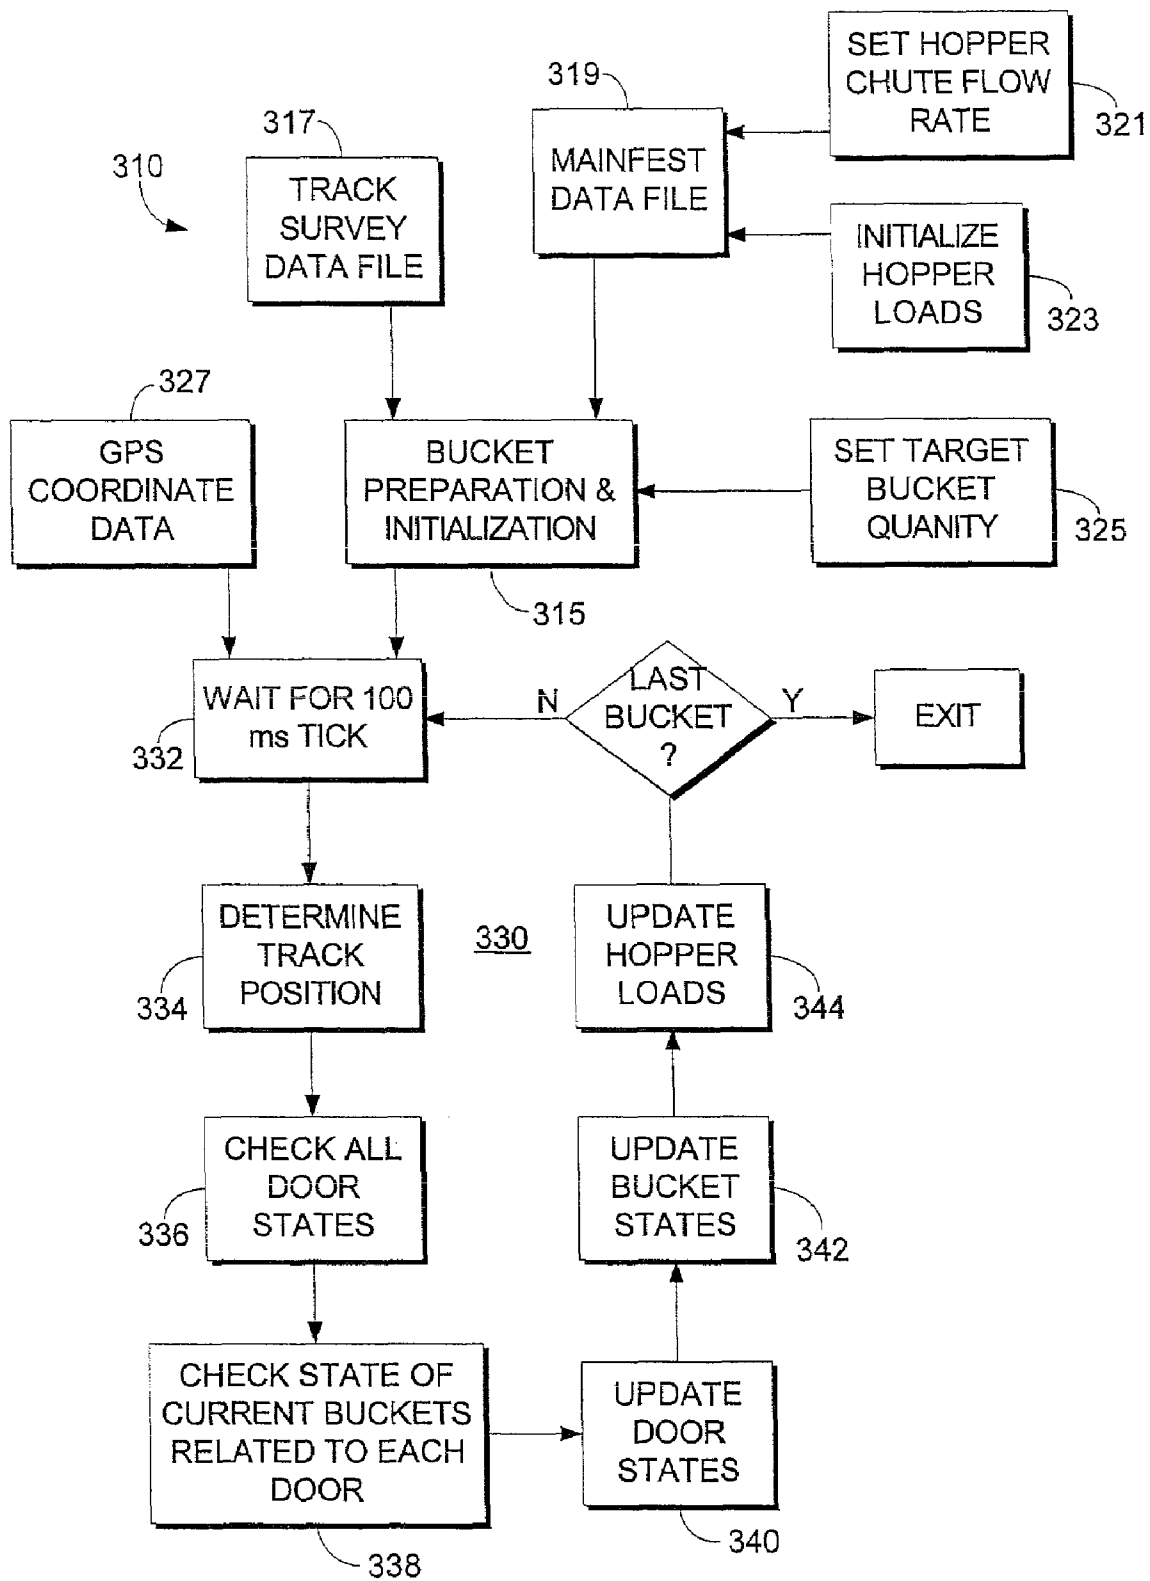 SET HOPPER
CHUTE FLOW
RATE
321
319
MAINFEST
DATA FILE
317
TRACK
SURVEY
DATA FILE
310
INITIALIZE
HOPPER
LOADS
323
327
GPS
COORDINATE
DATA
BUCKET
PREPARATION &
INITIALIZATION
315
SET TARGET
BUCKET
QUANITY
325
WAIT FOR 100
ms TICK
332
N
LAST
BUCKET
?
Y
EXIT
DETERMINE
TRACK
POSITION
334
330
UPDATE
HOPPER
LOADS
344
CHECK ALL
DOOR
STATES
336
UPDATE
BUCKET
STATES
342
CHECK STATE OF
CURRENT BUCKETS
RELATED TO EACH
DOOR
338
UPDATE
DOOR
STATES
340